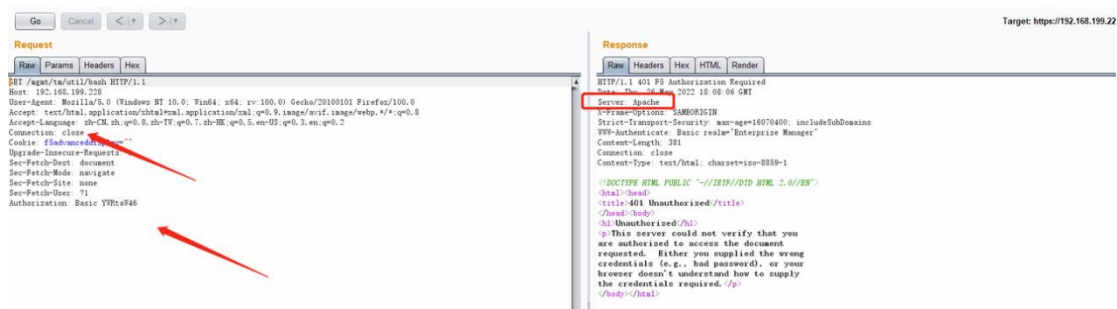 Go Cancel < >
Target: https://192.168.199.22
Request
Raw Params Headers Hex
GET /mgmt/tm/util/bash HTTP/1.1
Host: 192.168.199.228
User-Agent: Mozilla/5.0 (Windows NT 10.0; Win64; x64; rv:100.0) Gecko/20100101 Firefox/100.0
Accept: text/html,application/xhtml+xml,application/xml;q=0.9,image/avif,image/webp,*/*;q=0.8
Accept-Language: zh-CN,zh;q=0.8,zh-TW;q=0.7,zh-HK;q=0.5,en-US;q=0.3,en;q=0.2
Connection: close
Cookie:
Upgrade-Insecure-Requests:
Sec-Fetch-Dest: document
Sec-Fetch-Mode: navigate
Sec-Fetch-Site: none
Sec-Fetch-User: ?1
Authorization: Basic YWRtaW46
Response
Raw Headers Hex HTML Render
HTTP/1.1 401 F5 Authorization Required
Date: Thu, 26 May 2022 18:08:06 GMT
Server: Apache
X-Frame-Options: SAMEORIGIN
Strict-Transport-Security: max-age=16070400; includeSubDomains
WWW-Authenticate: Basic realm="Enterprise Manager"
Content-Length: 381
Connection: close
Content-Type: text/html; charset=iso-8859-1
<!DOCTYPE HTML PUBLIC "-//IETF//DTD HTML 2.0//EN">
<html><head>
<title>401 Unauthorized</title>
</head><body>
<h1>Unauthorized</h1>
<p>This server could not verify that you
are authorized to access the document
requested. Either you supplied the wrong
credentials (e.g., bad password), or your
browser doesn't understand how to supply
the credentials required.</p>
</body></html>